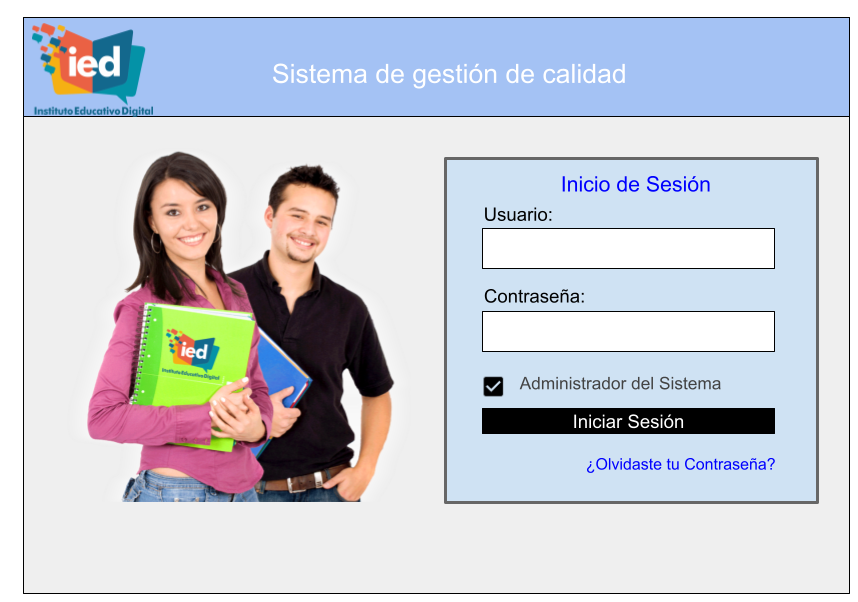 ied
Instituto Educativo Digital
Sistema de gestión de calidad
ied
Instituto Educativo Digital
Inicio de Sesión
Usuario:
Contraseña:
Administrador del Sistema
Iniciar Sesión
¿Olvidaste tu Contraseña?